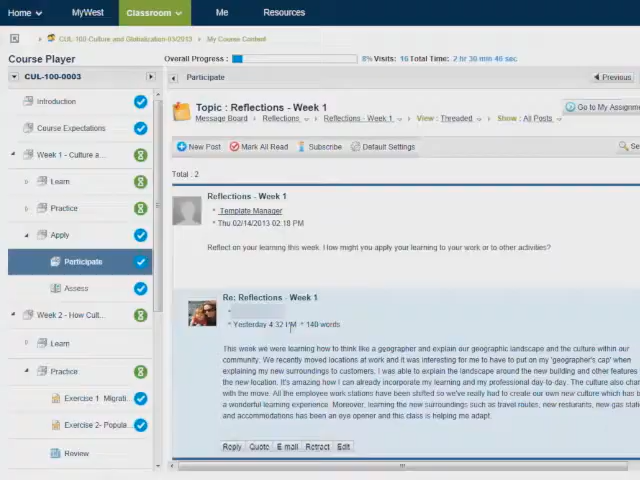 Home MyWest Classroom Me Resources
CUL-100-Culture and Globalization-03/2013 My Course Content
Course Player Overall Progress : 8% Visits: 16 Total Time: 2 hr 30 min 46 sec
CUL-100-0003 Participate Previous
Introduction
Topic : Reflections - Week 1 Go to My Assignme
Message Board Reflections Reflections - Week 1 View : Threaded Show : All Posts
Course Expectations
New Post Mark All Read Subscribe Default Settings Se
Week 1 - Culture a...
Total : 2
Learn
Reflections - Week 1
Practice Template Manager
Thu 02/14/2013 02:18 PM
Apply
Reflect on your learning this week. How might you apply your learning to your work or to other activities?
Participate
Assess
Re: Reflections - Week 1
Week 2 - How Cult...
Yesterday 4:32 PM 140 words
Learn
This week we were learning how to think like a geographer and explain our geographic landscape and the culture within our
community. We recently moved locations at work and it was interesting for me to have to put on my 'geographer's cap' when
Practice
explaining my new surroundings to customers. I was able to explain the landscape around the new building and other features
the new location. It's amazing how I can already incorporate my learning and my professional day-to-day. The culture also chan
with the move. All the employee work stations have been shifted so we've really had to create our own new culture which has b
Exercise 1 Migrati...
a wonderful learning experience. Moreover, learning the new surroundings such as travel routes, new resturants, new gas statio
and accommodations has been an eye opener and this class is helping me adapt.
Exercise 2- Popula...
Reply Quote E-mail Retract Edit
Review